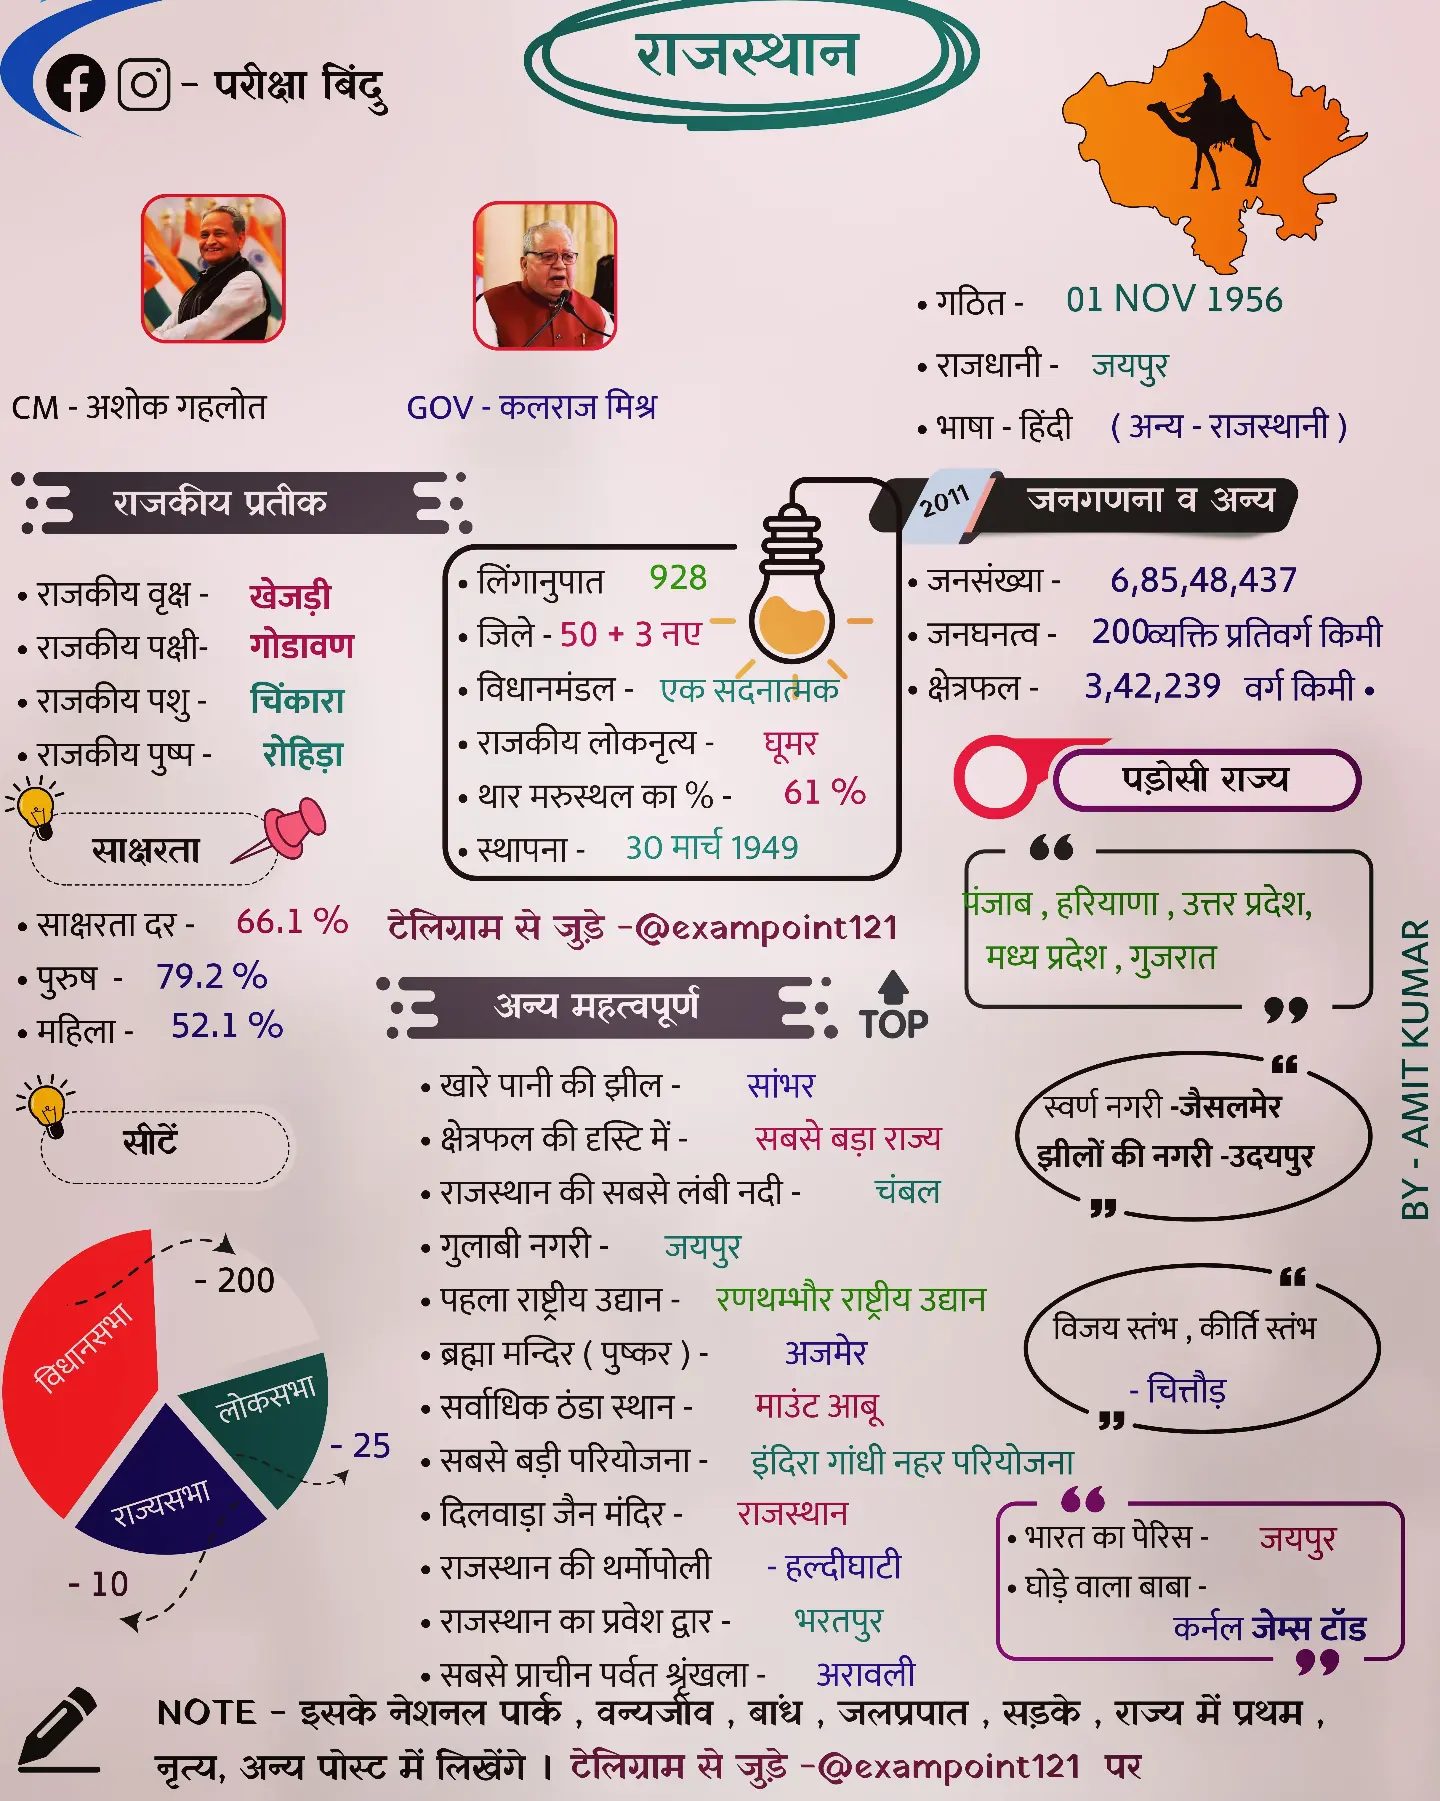 राजस्थान
- परीक्षा बिंदु
CM - अशोक गहलोत
GOV - कलराज मिश्र
• गठित - 01 NOV 1956
• राजधानी - जयपुर
• भाषा - हिंदी ( अन्य - राजस्थानी )
राजकीय प्रतीक
• राजकीय वृक्ष - खेजड़ी
• राजकीय पक्षी- गोडावण
• राजकीय पशु - चिंकारा
• राजकीय पुष्प - रोहिड़ा
• लिंगानुपात 928
• जिले - 50 + 3 नए
• विधानमंडल - एक सदनात्मक
• राजकीय लोकनृत्य - घूमर
• थार मरुस्थल का % - 61 %
• स्थापना - 30 मार्च 1949
2011 जनगणना व अन्य
• जनसंख्या - 6,85,48,437
• जनघनत्व - 200व्यक्ति प्रतिवर्ग किमी
• क्षेत्रफल - 3,42,239 वर्ग किमी •
पड़ोसी राज्य
पंजाब , हरियाणा , उत्तर प्रदेश,
मध्य प्रदेश , गुजरात
साक्षरता
• साक्षरता दर - 66.1 %
• पुरुष - 79.2 %
• महिला - 52.1 %
टेलिग्राम से जुड़े -@exampoint121
अन्य महत्वपूर्ण
TOP
• खारे पानी की झील - सांभर
• क्षेत्रफल की दृस्टि में - सबसे बड़ा राज्य
• राजस्थान की सबसे लंबी नदी - चंबल
• गुलाबी नगरी - जयपुर
• पहला राष्ट्रीय उद्यान - रणथम्भौर राष्ट्रीय उद्यान
• ब्रह्मा मन्दिर ( पुष्कर ) - अजमेर
• सर्वाधिक ठंडा स्थान - माउंट आबू
• सबसे बड़ी परियोजना - इंदिरा गांधी नहर परियोजना
• दिलवाड़ा जैन मंदिर - राजस्थान
• राजस्थान की थर्मोपोली - हल्दीघाटी
• राजस्थान का प्रवेश द्वार - भरतपुर
• सबसे प्राचीन पर्वत श्रृंखला - अरावली
सीटें
विधानसभा
- 200
लोकसभा
- 25
राज्यसभा
- 10
स्वर्ण नगरी -जैसलमेर
झीलों की नगरी -उदयपुर
विजय स्तंभ , कीर्ति स्तंभ
- चित्तौड़
• भारत का पेरिस - जयपुर
• घोड़े वाला बाबा -
कर्नल जेम्स टॉड
BY - AMIT KUMAR
NOTE - इसके नेशनल पार्क , वन्यजीव , बांध , जलप्रपात , सड़के , राज्य में प्रथम ,
नृत्य, अन्य पोस्ट में लिखेंगे । टेलिग्राम से जुड़े -@exampoint121 पर